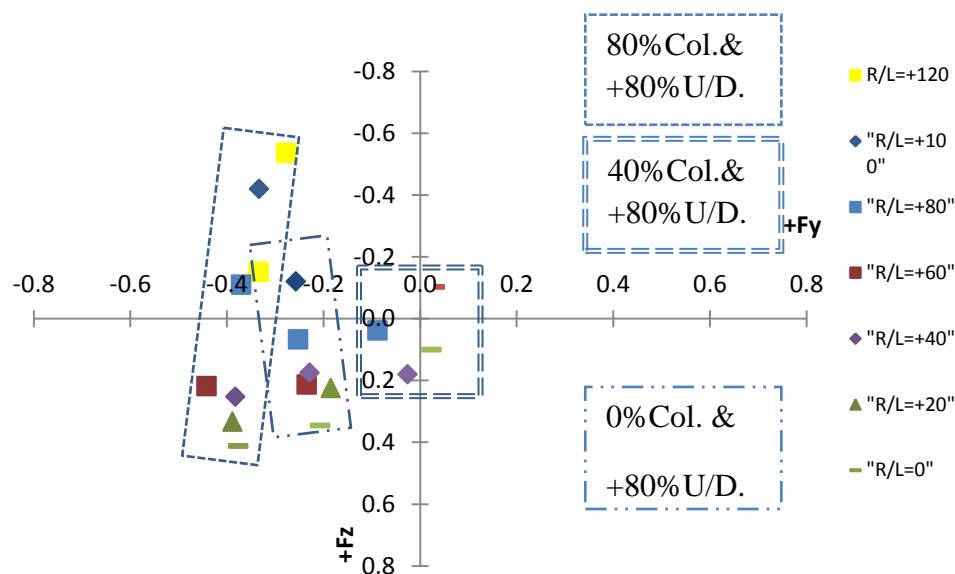 80%Col.&
+80%U/D.
40%Col.&
+80%U/D.
+Fy
0%Col. &
+80%U/D.
-0.8
-0.6
-0.4
-0.2
0.0
0.2
0.4
0.6
0.8
+Fz
-0.8
-0.6
-0.4
-0.2
0.0
0.2
0.4
0.6
0.8
R/L=+120
"R/L=+10
0"
"R/L=+80"
"R/L=+60"
"R/L=+40"
"R/L=+20"
"R/L=0"